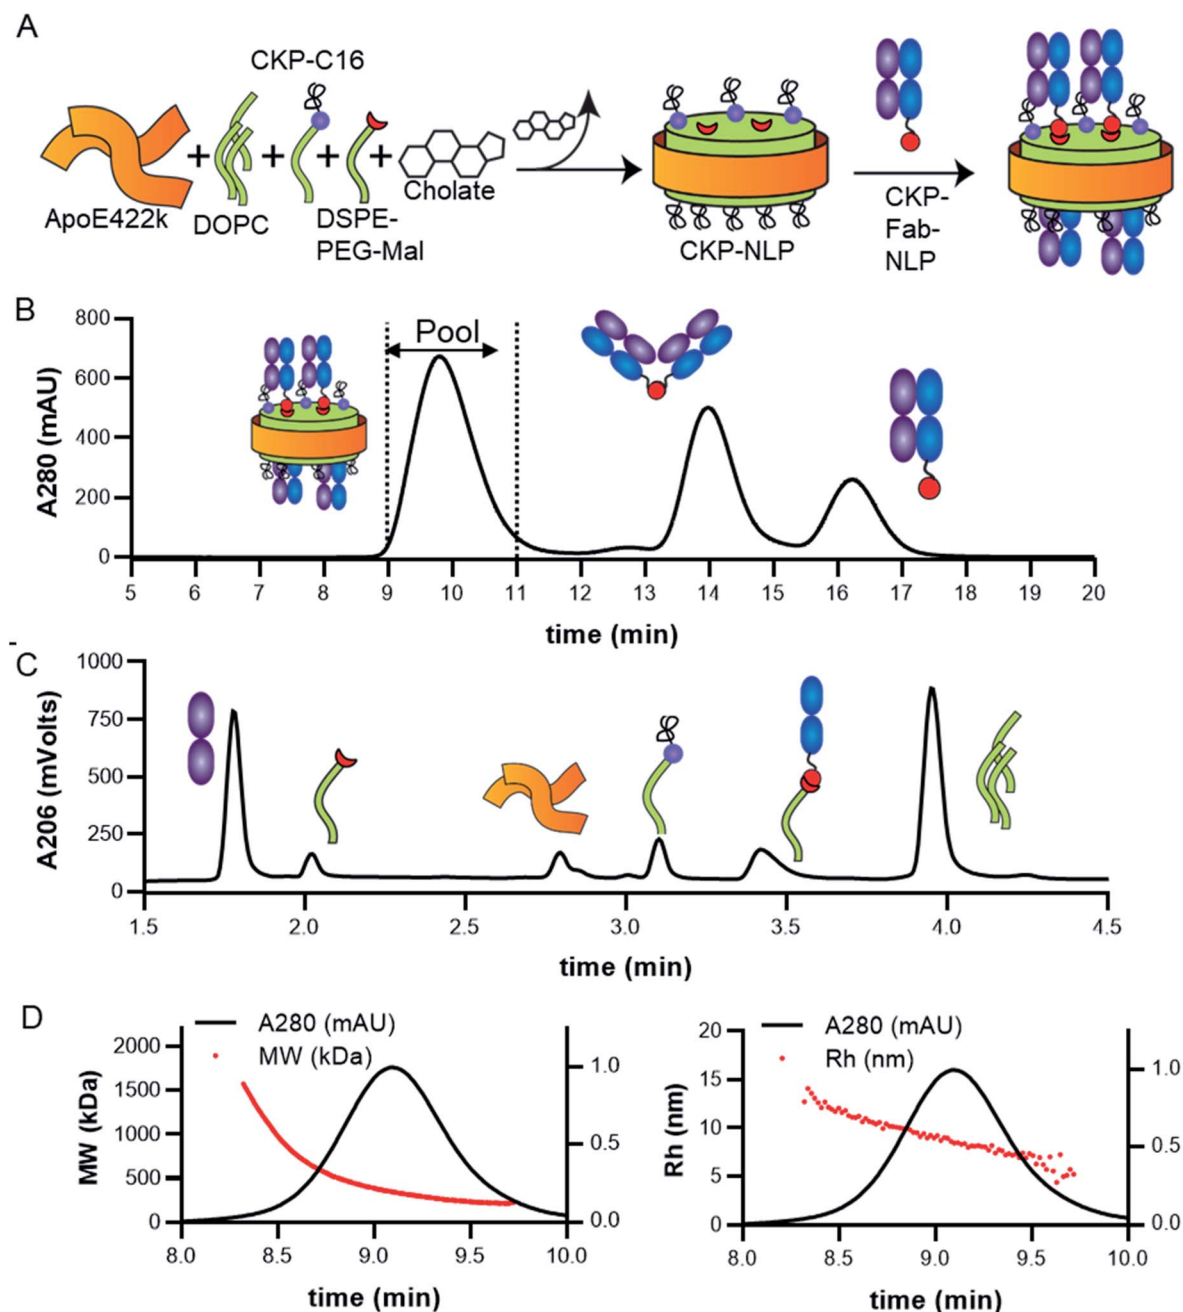 A
CKP-C16
ApoE422k
DOPC
DSPE-
PEG-Mal
Cholate
CKP-NLP
CKP-
Fab-
NLP
+
+
+
+
B
Pool
A280 (mAU)
800
600
400
200
0
5 6 7 8 9 10 11 12 13 14 15 16 17 18 19 20
time (min)
-
C
A206 (mVolts)
1000
750
500
250
0
1.5 2.0 2.5 3.0 3.5 4.0 4.5
time (min)
D
A280 (mAU)
MW (kDa)
MW (kDa)
2000
1500
1000
500
0
1.0
0.5
0.0
8.0 8.5 9.0 9.5 10.0
time (min)
A280 (mAU)
Rh (nm)
Rh (nm)
20
15
10
5
0
1.0
0.5
0.0
8.0 8.5 9.0 9.5 10.0
time (min)